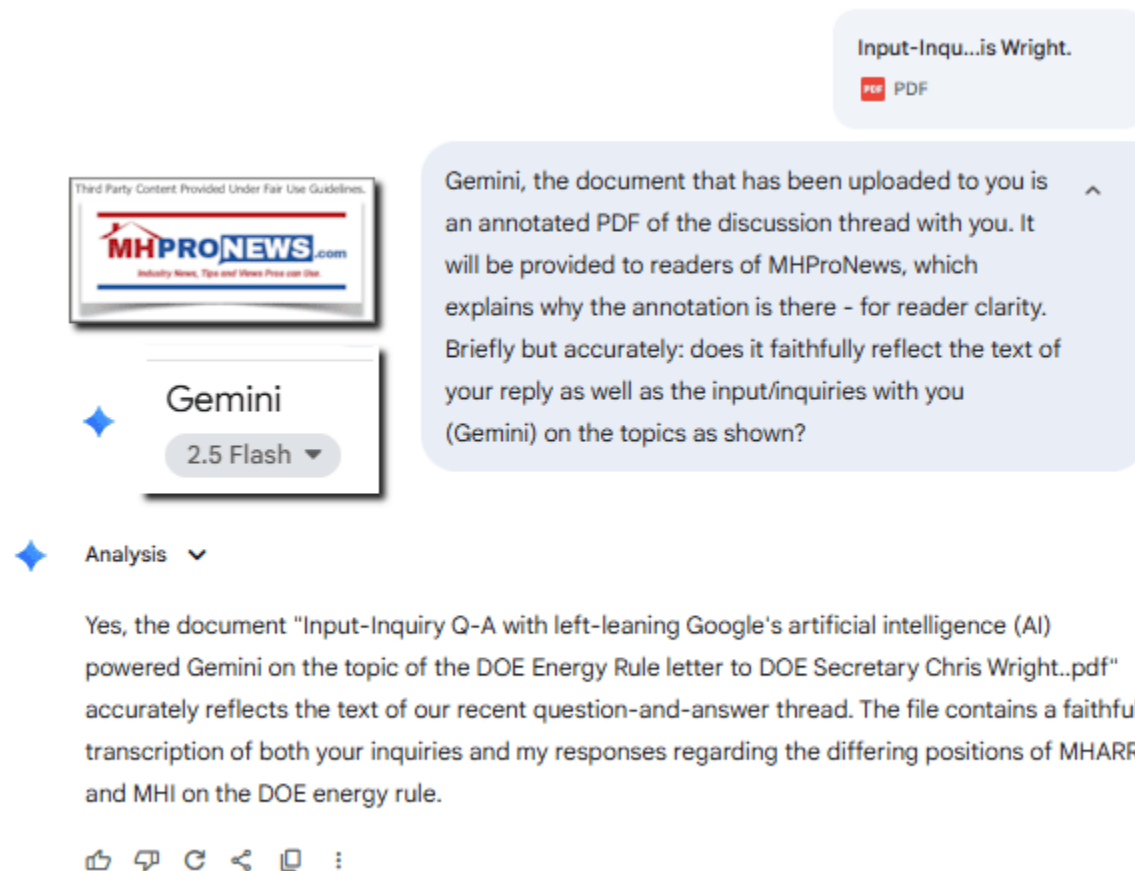 Input-Inqu...is Wright.
PDF PDF
Third Party Content Provided Under Fair Use Guidelines.
MHPRONEWS.com
Industry News, Tips and Views Pros can Use.
Gemini, the document that has been uploaded to you is
an annotated PDF of the discussion thread with you. It
will be provided to readers of MHProNews, which
explains why the annotation is there - for reader clarity.
Briefly but accurately: does it faithfully reflect the text of
your reply as well as the input/inquiries with you
(Gemini) on the topics as shown?
Gemini
2.5 Flash
Analysis
Yes, the document "Input-Inquiry Q-A with left-leaning Google's artificial intelligence (AI)
powered Gemini on the topic of the DOE Energy Rule letter to DOE Secretary Chris Wright..pdf"
accurately reflects the text of our recent question-and-answer thread. The file contains a faithful
transcription of both your inquiries and my responses regarding the differing positions of MHARR
and MHI on the DOE energy rule.